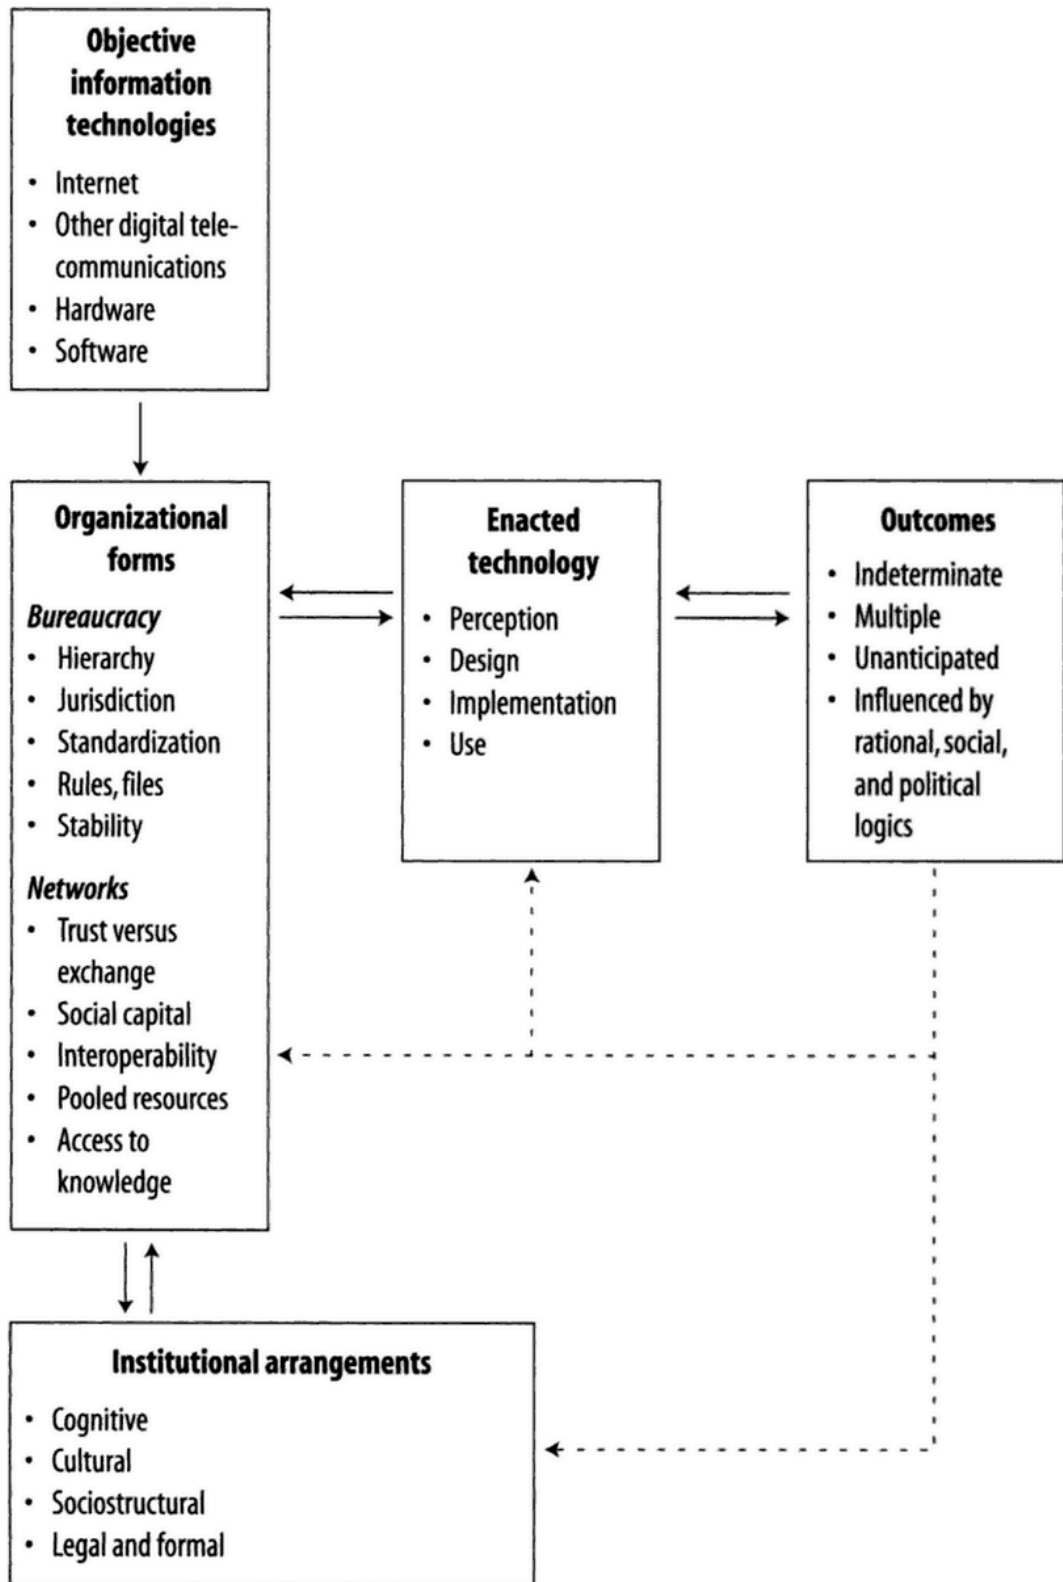 Objective
information
technologies
• Internet
• Other digital tele-
communications
• Hardware
• Software
Organizational
forms
Bureaucracy
• Hierarchy
• Jurisdiction
• Standardization
• Rules, files
• Stability
Networks
• Trust versus
exchange
• Social capital
• Interoperability
• Pooled resources
• Access to
knowledge
Enacted
technology
• Perception
• Design
• Implementation
• Use
Outcomes
• Indeterminate
• Multiple
• Unanticipated
• Influenced by
rational, social,
and political
logics
Institutional arrangements
• Cognitive
• Cultural
• Sociostructural
• Legal and formal